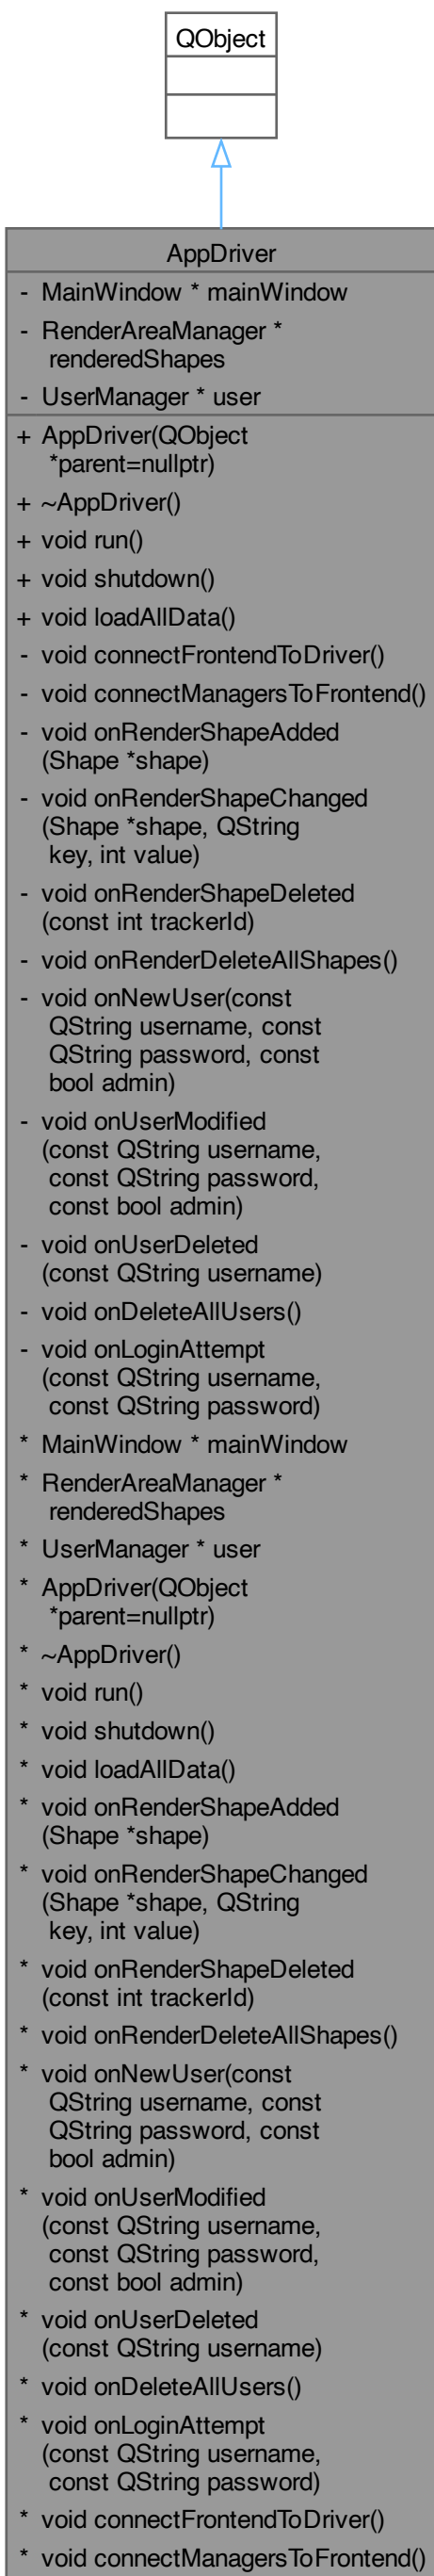 QObject
AppDriver
- MainWindow * mainWindow
- RenderAreaManager *
renderedShapes
- UserManager * user
+ AppDriver(QObject
*parent=nullptr)
+ ~AppDriver()
+ void run()
+ void shutdown()
+ void loadAllData()
- void connectFrontendToDriver()
- void connectManagersToFrontend()
- void onRenderShapeAdded
(Shape *shape)
- void onRenderShapeChanged
(Shape *shape, QString
key, int value)
- void onRenderShapeDeleted
(const int trackerId)
- void onRenderDeleteAllShapes()
- void onNewUser(const
QString username, const
QString password, const
bool admin)
- void onUserModified
(const QString username,
const QString password,
const bool admin)
- void onUserDeleted
(const QString username)
- void onDeleteAllUsers()
- void onLoginAttempt
(const QString username,
const QString password)
* MainWindow * mainWindow
* RenderAreaManager *
renderedShapes
* UserManager * user
* AppDriver(QObject
*parent=nullptr)
* ~AppDriver()
* void run()
* void shutdown()
* void loadAllData()
* void onRenderShapeAdded
(Shape *shape)
* void onRenderShapeChanged
(Shape *shape, QString
key, int value)
* void onRenderShapeDeleted
(const int trackerId)
* void onRenderDeleteAllShapes()
* void onNewUser(const
QString username, const
QString password, const
bool admin)
* void onUserModified
(const QString username,
const QString password,
const bool admin)
* void onUserDeleted
(const QString username)
* void onDeleteAllUsers()
* void onLoginAttempt
(const QString username,
const QString password)
* void connectFrontendToDriver()
* void connectManagersToFrontend()